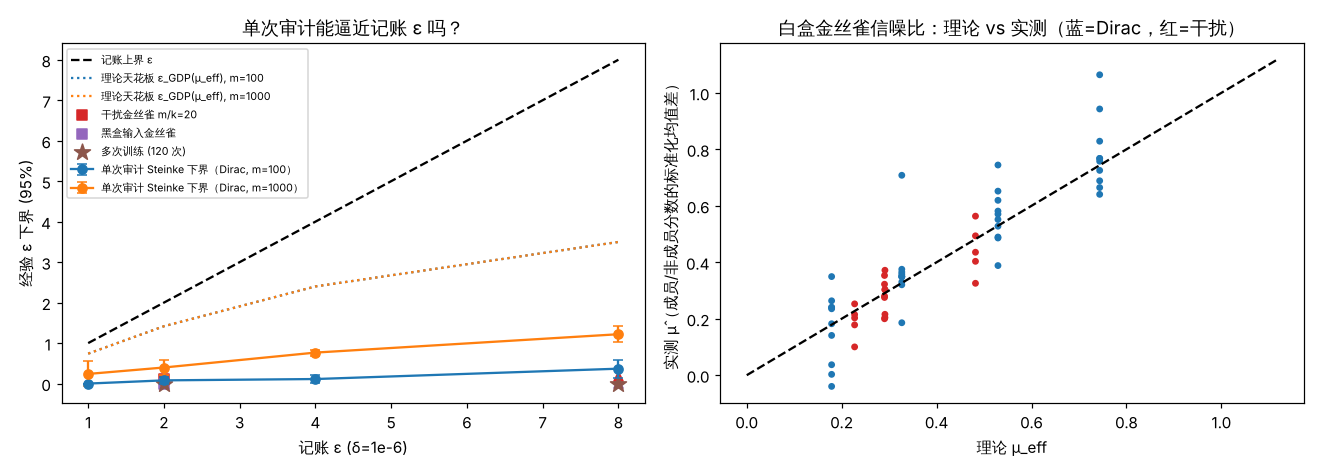 单次审计能逼近记账 ε 吗？
经验 ε 下界 (95%)
8
7
6
5
4
3
2
1
0
记账上界 ε
理论天花板 ε_GDP(μ_eff), m=100
理论天花板 ε_GDP(μ_eff), m=1000
干扰金丝雀 m/k=20
黑盒输入金丝雀
多次训练 (120 次)
单次审计 Steinke 下界（Dirac, m=100）
单次审计 Steinke 下界（Dirac, m=1000）
1 2 3 4 5 6 7 8
记账 ε (δ=1e-6)
白盒金丝雀信噪比：理论 vs 实测（蓝=Dirac，红=干扰）
实测 μ̂（成员/非成员分数的标准化均值差）
1.0
0.8
0.6
0.4
0.2
0.0
0.0 0.2 0.4 0.6 0.8 1.0
理论 μ_eff